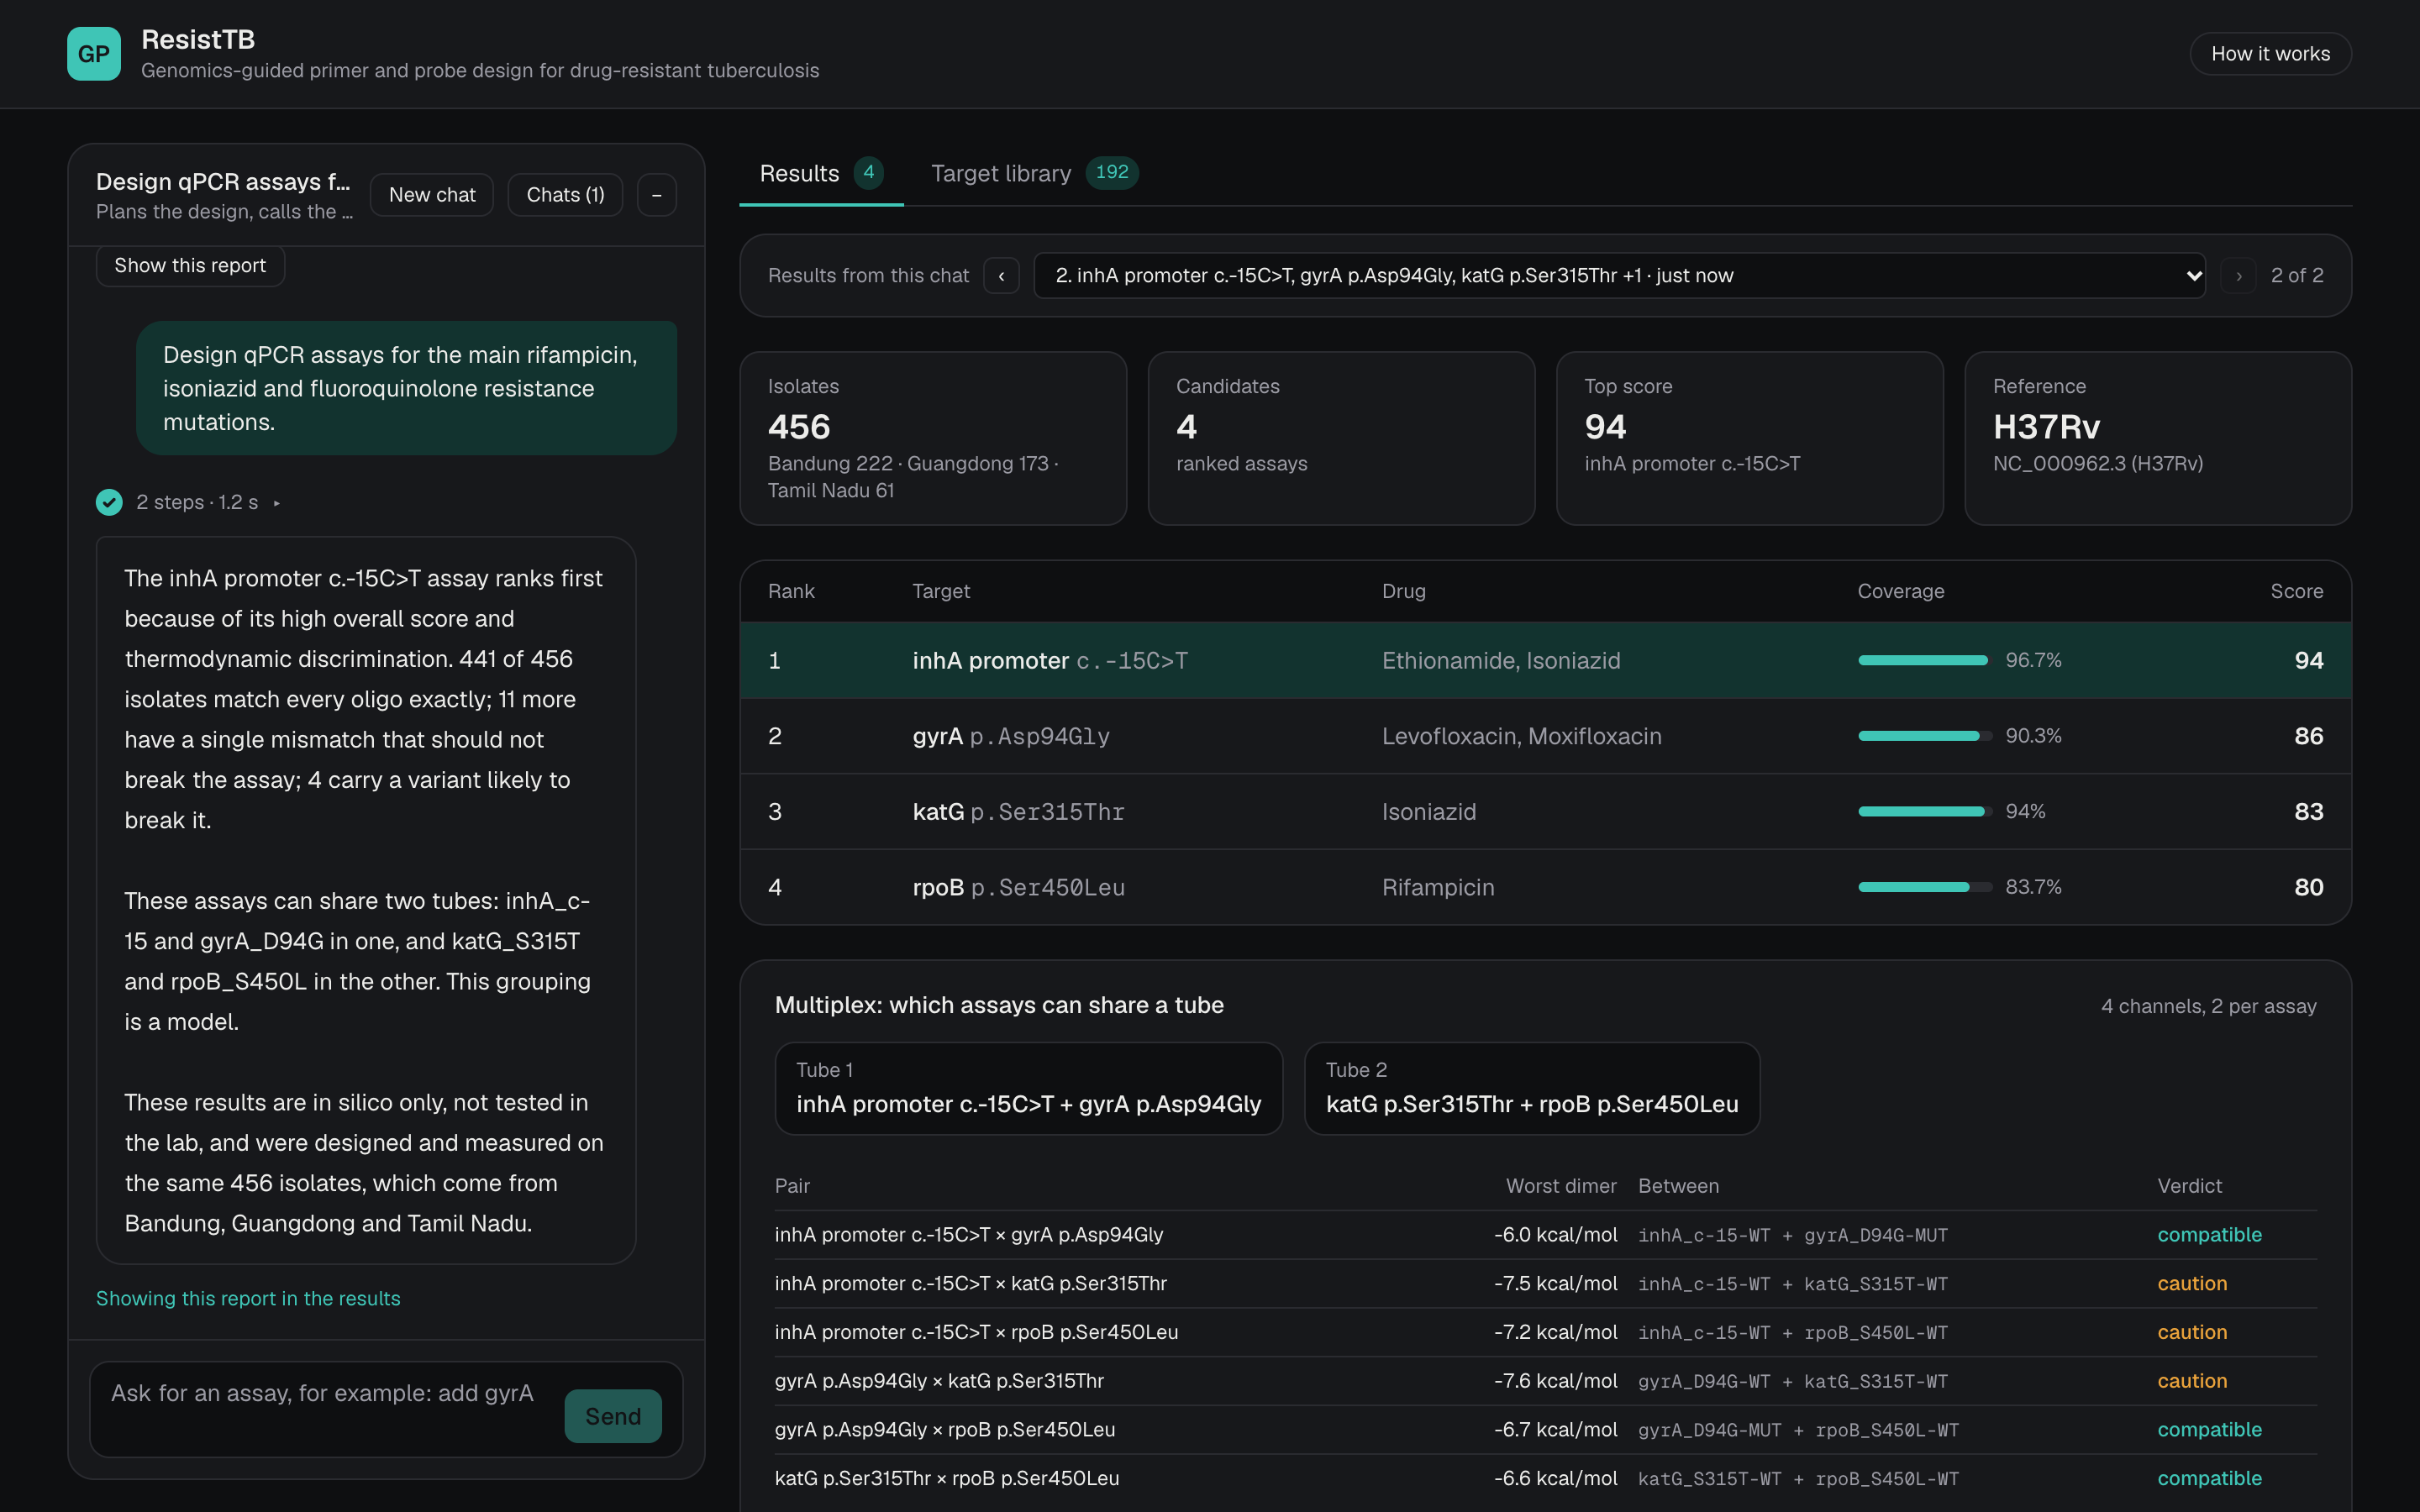 GP
ResistTB
Genomics-guided primer and probe design for drug-resistant tuberculosis
How it works
Design qPCR assays f...
Plans the design, calls the ...
New chat
Chats (1)
–
Show this report
Design qPCR assays for the main rifampicin,
isoniazid and fluoroquinolone resistance
mutations.
2 steps · 1.2 s ▸
The inhA promoter c.-15C>T assay ranks first
because of its high overall score and
thermodynamic discrimination. 441 of 456
isolates match every oligo exactly; 11 more
have a single mismatch that should not
break the assay; 4 carry a variant likely to
break it.
These assays can share two tubes: inhA_c-
15 and gyrA_D94G in one, and katG_S315T
and rpoB_S450L in the other. This grouping
is a model.
These results are in silico only, not tested in
the lab, and were designed and measured on
the same 456 isolates, which come from
Bandung, Guangdong and Tamil Nadu.
Showing this report in the results
Ask for an assay, for example: add gyrA
Send
Results 4
Target library 192
Results from this chat
‹
2. inhA promoter c.-15C>T, gyrA p.Asp94Gly, katG p.Ser315Thr +1 · just now
›
2 of 2
Isolates
456
Bandung 222 · Guangdong 173 ·
Tamil Nadu 61
Candidates
4
ranked assays
Top score
94
inhA promoter c.-15C>T
Reference
H37Rv
NC_000962.3 (H37Rv)
Rank Target Drug Coverage Score
1 inhA promoter c.-15C>T Ethionamide, Isoniazid 96.7% 94
2 gyrA p.Asp94Gly Levofloxacin, Moxifloxacin 90.3% 86
3 katG p.Ser315Thr Isoniazid 94% 83
4 rpoB p.Ser450Leu Rifampicin 83.7% 80
Multiplex: which assays can share a tube
4 channels, 2 per assay
Tube 1
inhA promoter c.-15C>T + gyrA p.Asp94Gly
Tube 2
katG p.Ser315Thr + rpoB p.Ser450Leu
Pair Worst dimer Between Verdict
inhA promoter c.-15C>T × gyrA p.Asp94Gly -6.0 kcal/mol inhA_c-15-WT + gyrA_D94G-MUT compatible
inhA promoter c.-15C>T × katG p.Ser315Thr -7.5 kcal/mol inhA_c-15-WT + katG_S315T-WT caution
inhA promoter c.-15C>T × rpoB p.Ser450Leu -7.2 kcal/mol inhA_c-15-WT + rpoB_S450L-WT caution
gyrA p.Asp94Gly × katG p.Ser315Thr -7.6 kcal/mol gyrA_D94G-WT + katG_S315T-WT caution
gyrA p.Asp94Gly × rpoB p.Ser450Leu -6.7 kcal/mol gyrA_D94G-MUT + rpoB_S450L-WT compatible
katG p.Ser315Thr × rpoB p.Ser450Leu -6.6 kcal/mol katG_S315T-WT + rpoB_S450L-WT compatible